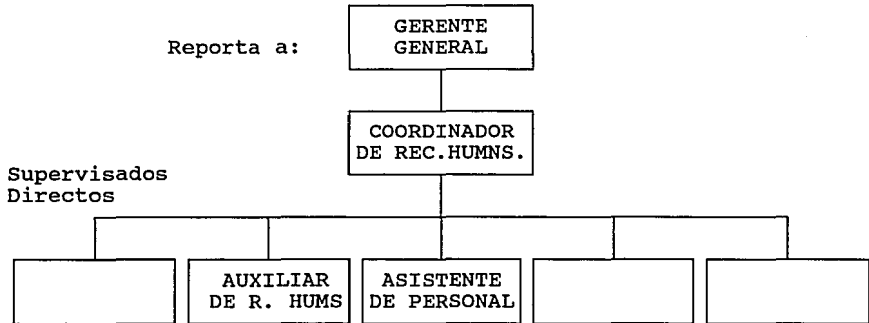 GERENTE
Reporta a: GENERAL
COORDINADOR
DE REC.HUMNS.
Supervisados
Directos
AUXILIAR ASISTENTE
DE R. HUMS DE PERSONAL